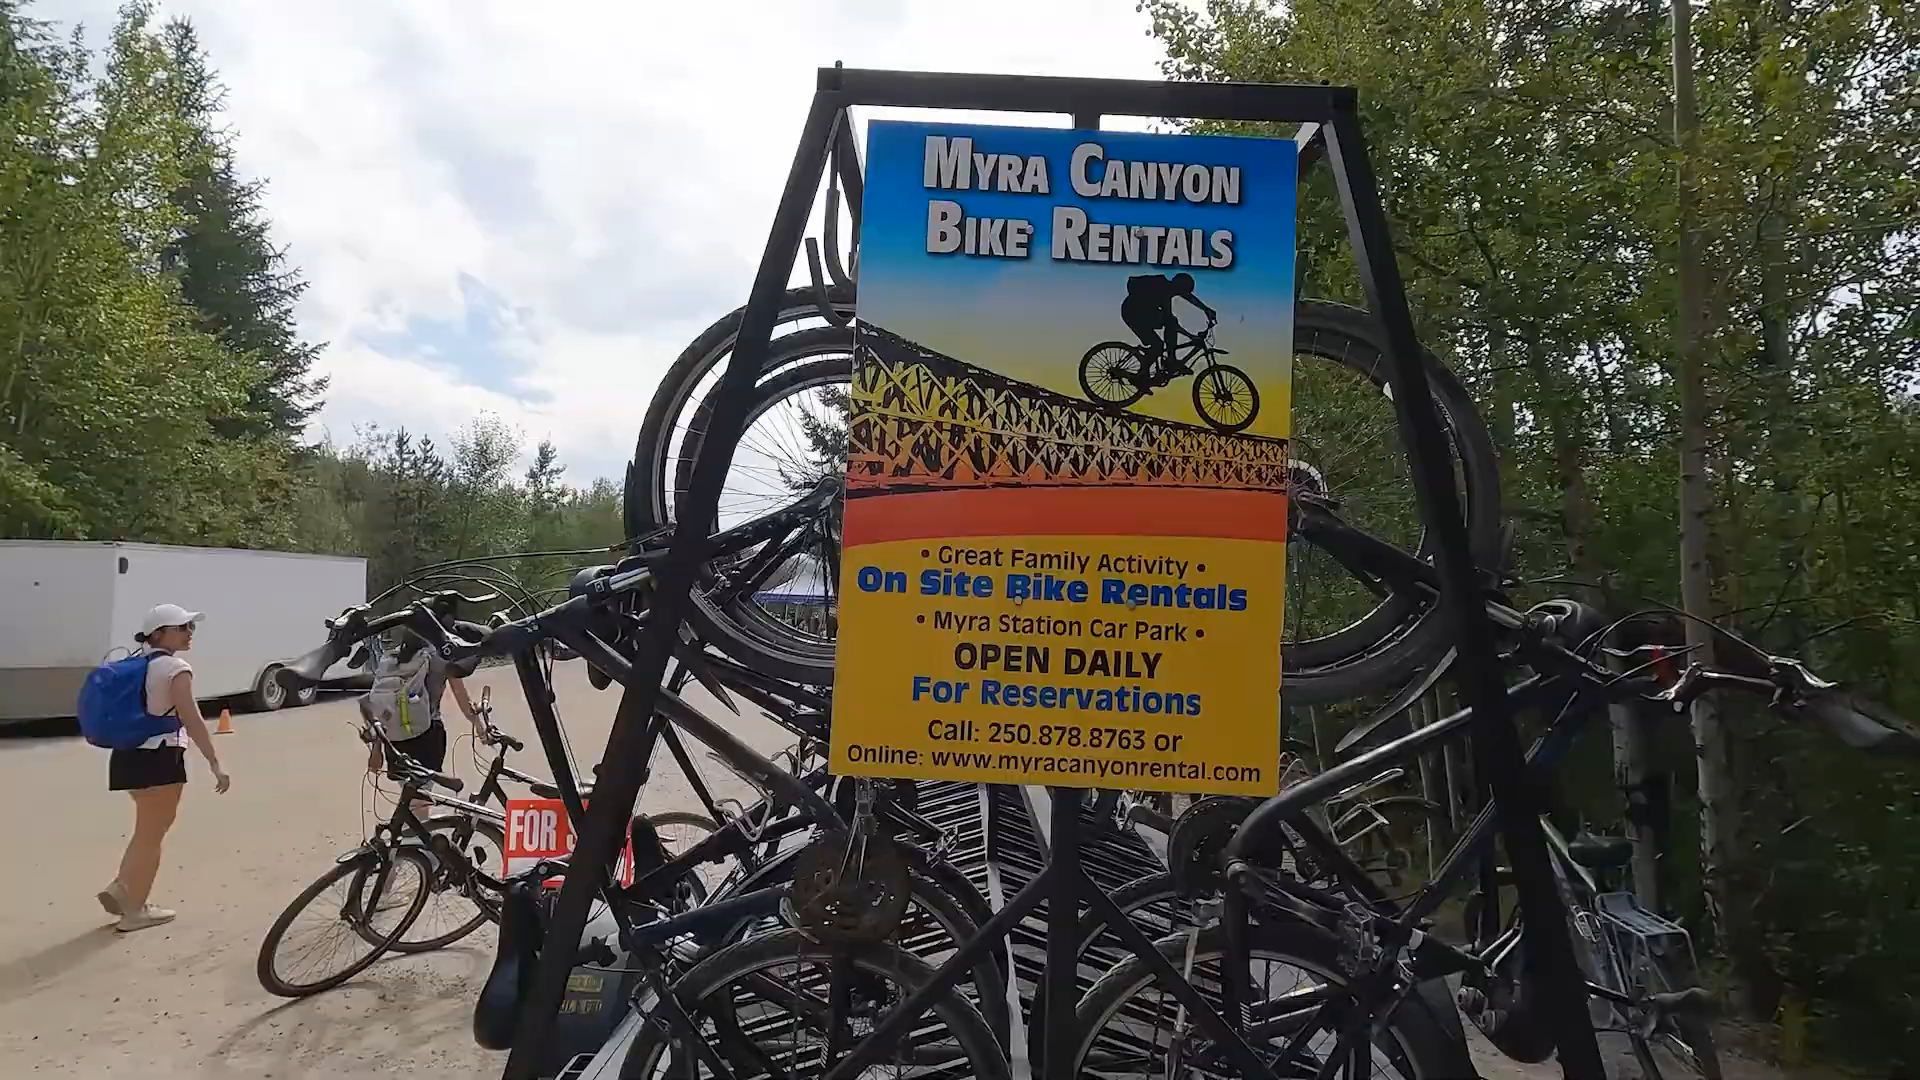 MYRA CANYON
BIKE RENTALS
• Great Family Activity •
On Site Bike Rentals
• Myra Station Car Park •
OPEN DAILY
For Reservations
Call: 250.878.8763 or
Online: www.myracanyonrental.com
FOR